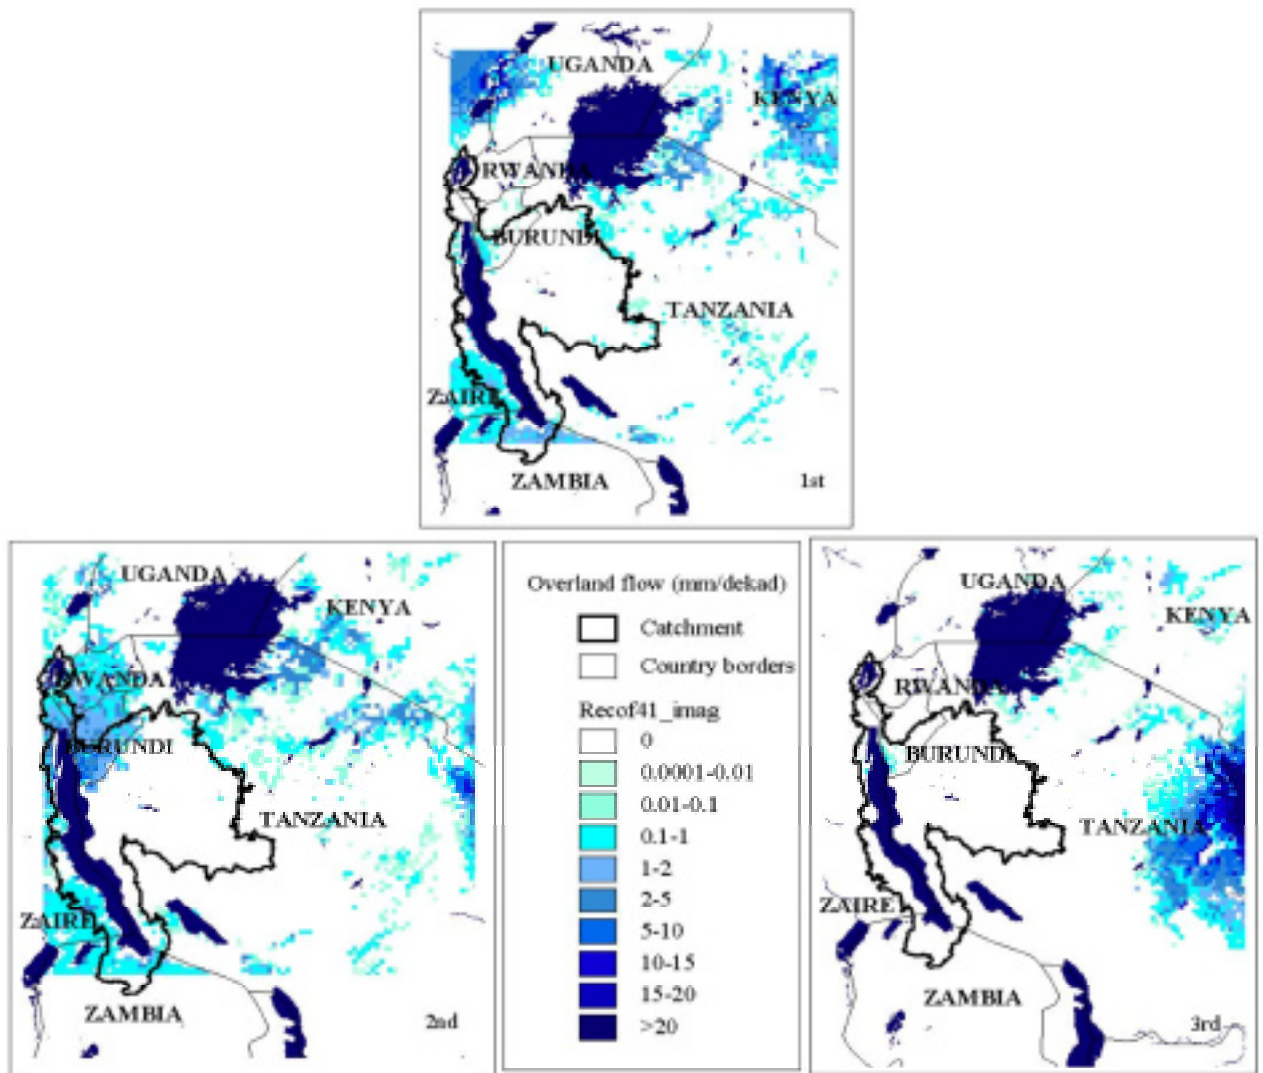 UGANDA
KENYA
RWANDA
BURUNDI
TANZANIA
ZAIRE
ZAMBIA
1st
UGANDA
KENYA
RWANDA
BURUNDI
TANZANIA
ZAIRE
ZAMBIA
2nd
Overland flow (mm/dekad)
Catchment
Country borders
Recof41_imag
0
0.0001-0.01
0.01-0.1
0.1-1
1-2
2-5
5-10
10-15
15-20
>20
UGANDA
KENYA
RWANDA
BURUNDI
TANZANIA
ZAIRE
ZAMBIA
3rd